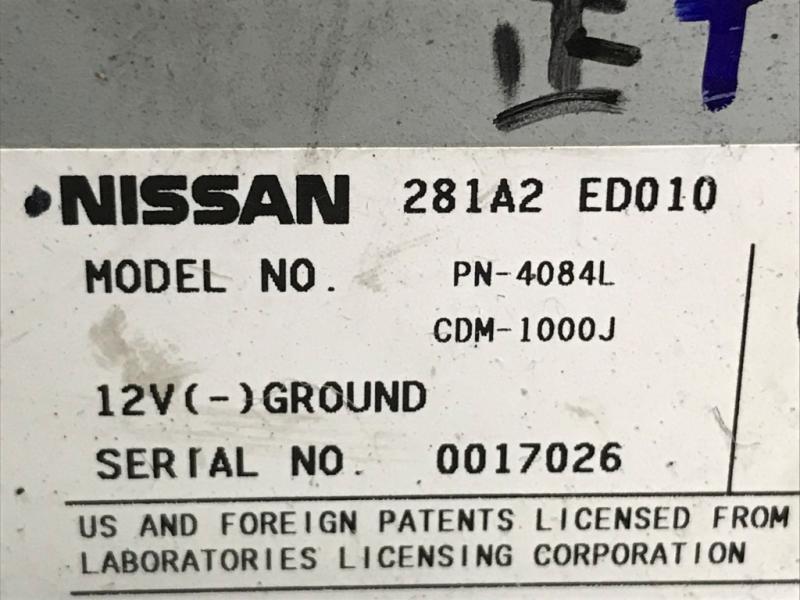 NISSAN 281A2 ED010
MODEL NO. PN-4084L
CDM-1000J
12V(-)GROUND
SERIAL NO. 0017026
US AND FOREIGN PATENTS LICENSED FROM
LABORATORIES LICENSING CORPORATION